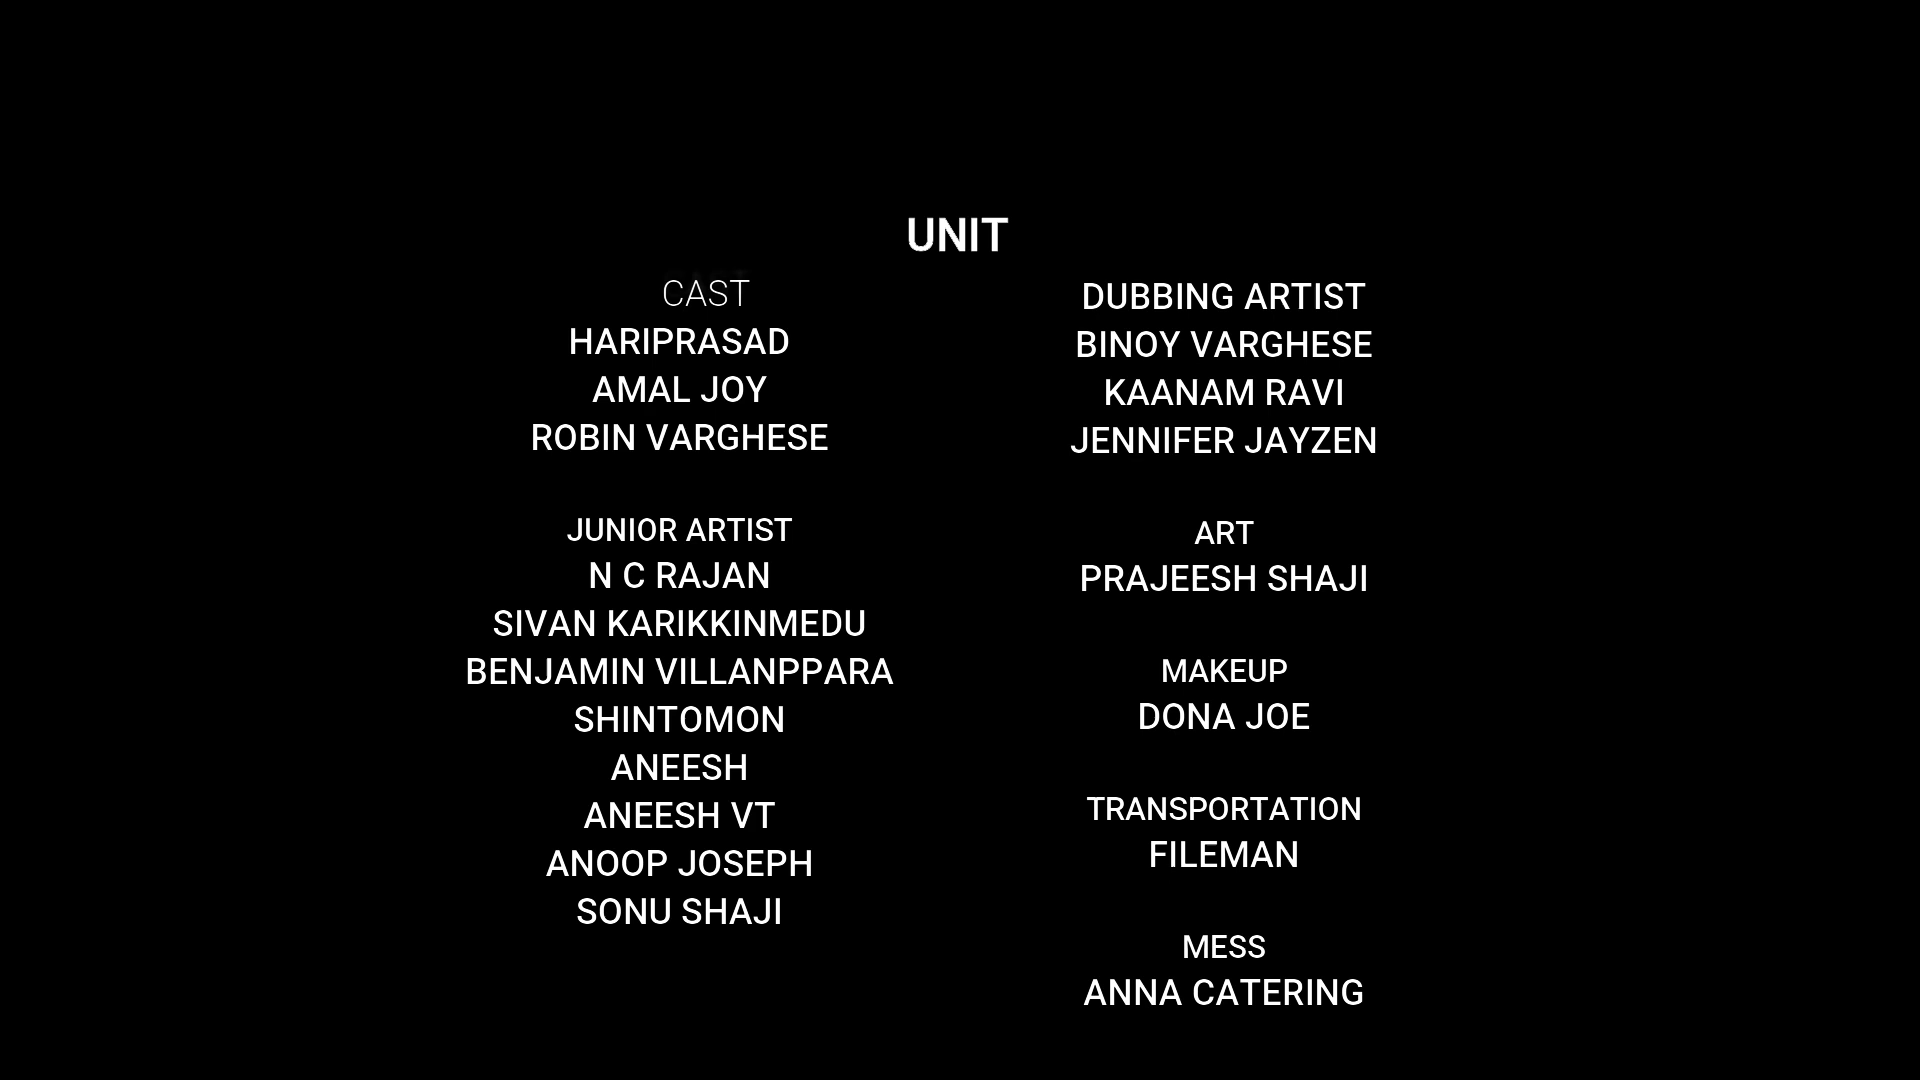 UNIT
CAST
HARIPRASAD
AMAL JOY
ROBIN VARGHESE
JUNIOR ARTIST
N C RAJAN
SIVAN KARIKKINMEDU
BENJAMIN VILLANPPARA
SHINTOMON
ANEESH
ANEESH VT
ANOOP JOSEPH
SONU SHAJI
DUBBING ARTIST
BINOY VARGHESE
KAANAM RAVI
JENNIFER JAYZEN
ART
PRAJEESH SHAJI
MAKEUP
DONA JOE
TRANSPORTATION
FILEMAN
MESS
ANNA CATERING